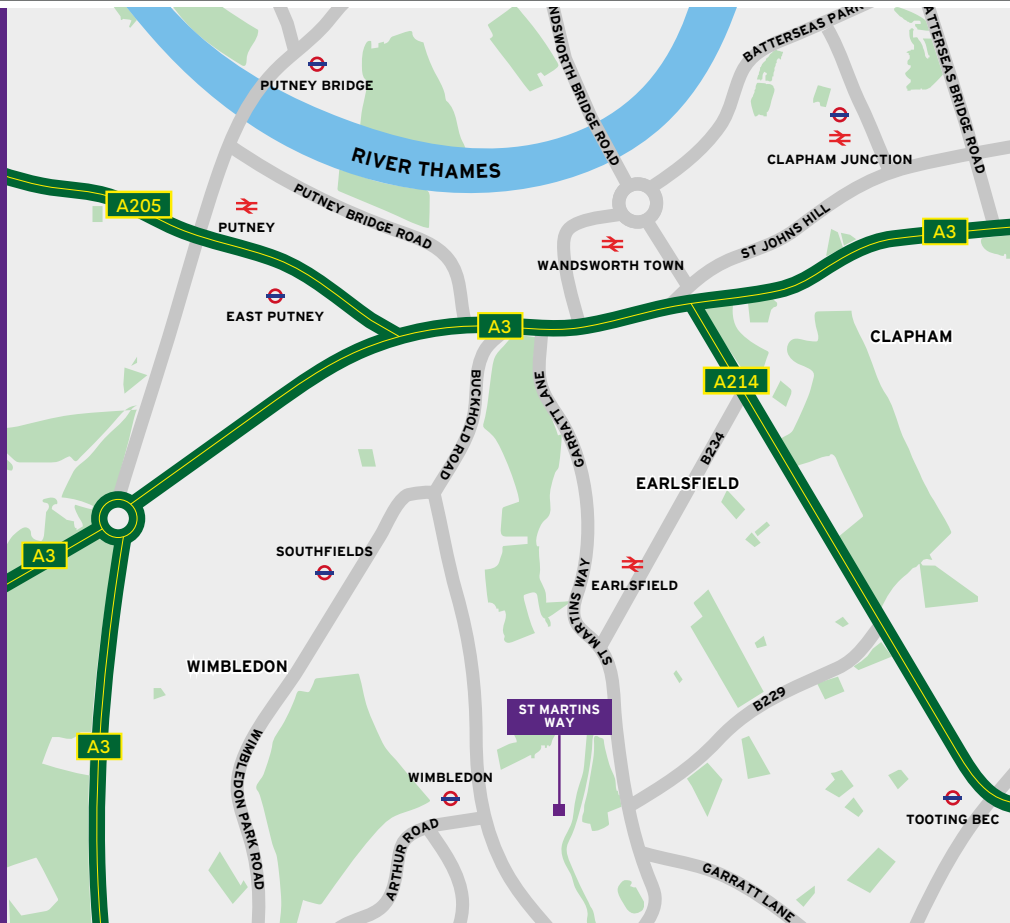 NDSWORTH BRIDGE ROAD
BATTERSEAS PARK
ATTERSEAS BRIDGE ROAD
PUTNEY BRIDGE
RIVER THAMES
CLAPHAM JUNCTION
A205
PUTNEY BRIDGE ROAD
PUTNEY
ST JOHNS HILL
A3
WANDSWORTH TOWN
EAST PUTNEY
A3
CLAPHAM
A214
BUCKHOLD ROAD
GARRATT LANE
B234
EARLSFIELD
A3
SOUTHFIELDS
EARLSFIELD
ST MARTINS WAY
WIMBLEDON
B229
ST MARTINS
WAY
A3
WIMBLEDON PARK ROAD
WIMBLEDON
ARTHUR ROAD
TOOTING BEC
GARRATT LANE